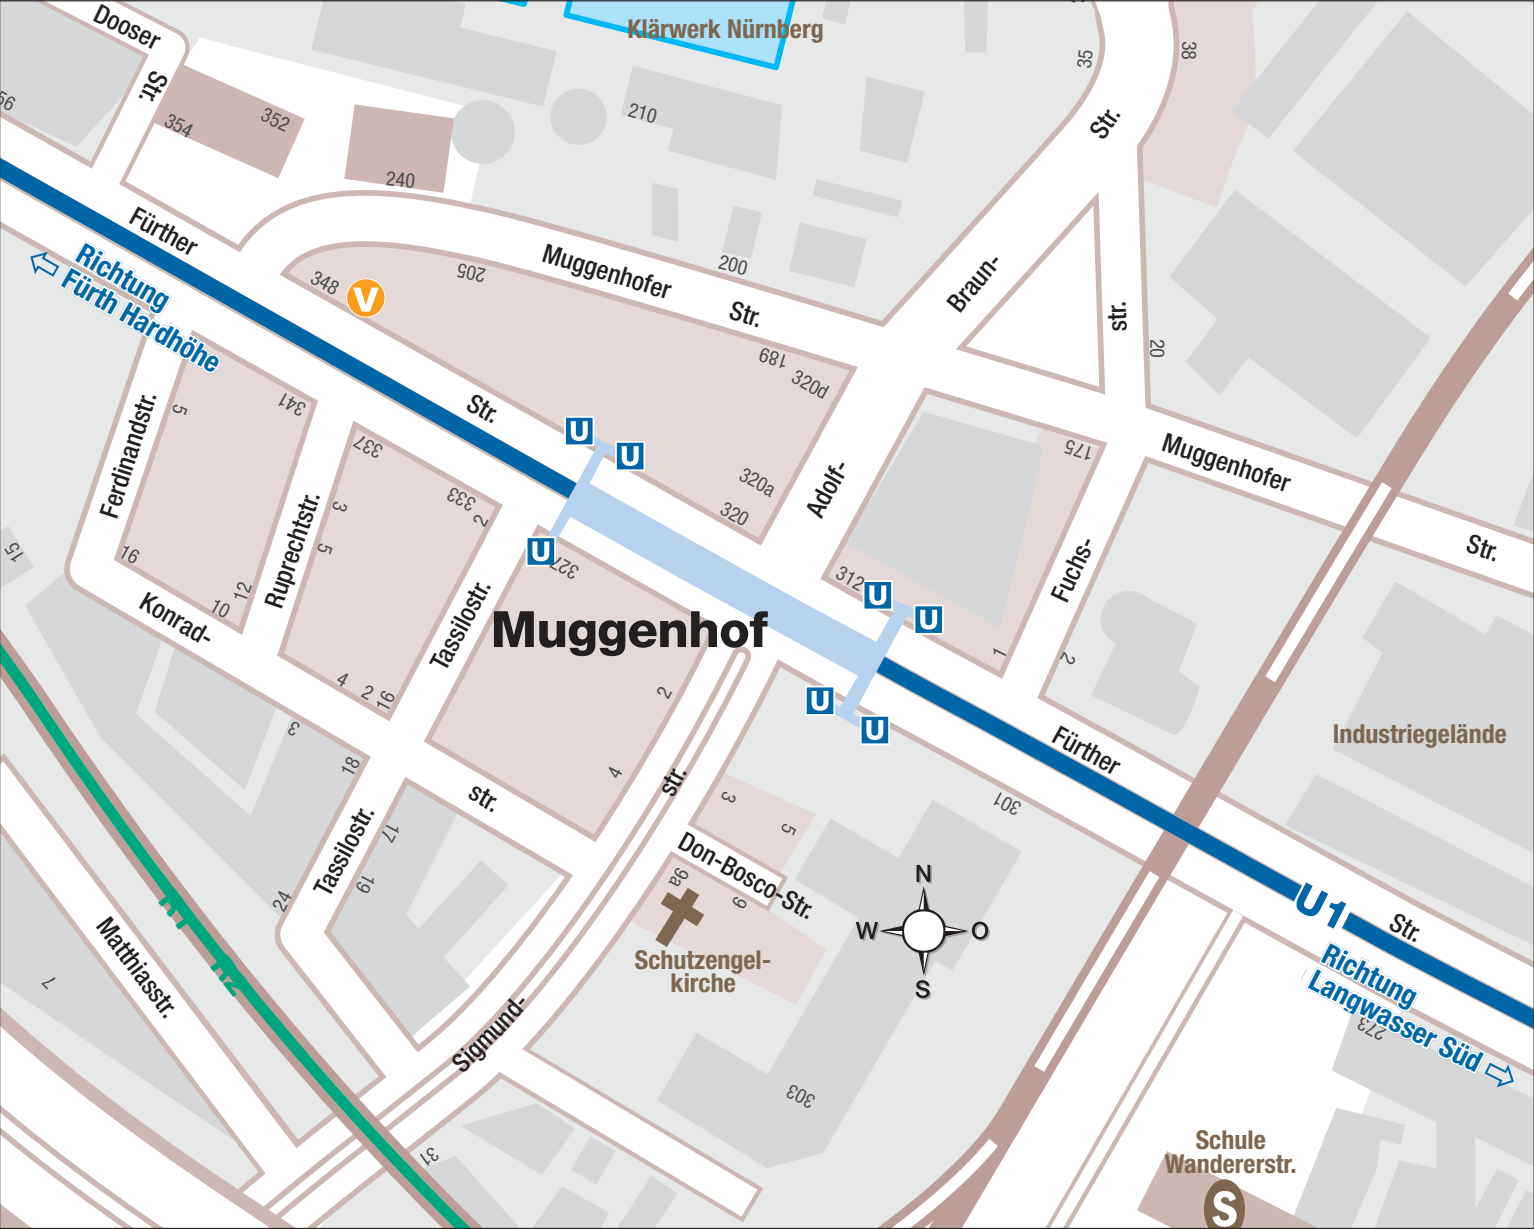 Dooser
Str.
Klärwerk Nürnberg
56
354
352
240
210
35
38
Str.
Fürther
Richtung
Fürth Hardhöhe
348
V
205
Muggenhofer
200
Str.
189
320d
Braun-
str.
20
Ferdinandstr.
5
341
337
Str.
U
U
333
2
3
5
Ruprechtstr.
320a
320
Adolf-
175
Muggenhofer
Str.
15
16
12
10
Konrad-
Tassilostr.
U
327
Muggenhof
312
U
U
Fuchs-
1
2
4
2
16
2
U
U
Fürther
Industriegelände
3
18
4
str.
str.
3
5
301
Tassilostr.
17
19
24
Don-Bosco-Str.
9a
9
Schutzengel-
kirche
N
W
O
S
U1
Str.
Richtung
Langwasser Süd
273
R1
R2
Matthiasstr.
7
Sigmund-
303
31
Schule
Wandererstr.
S